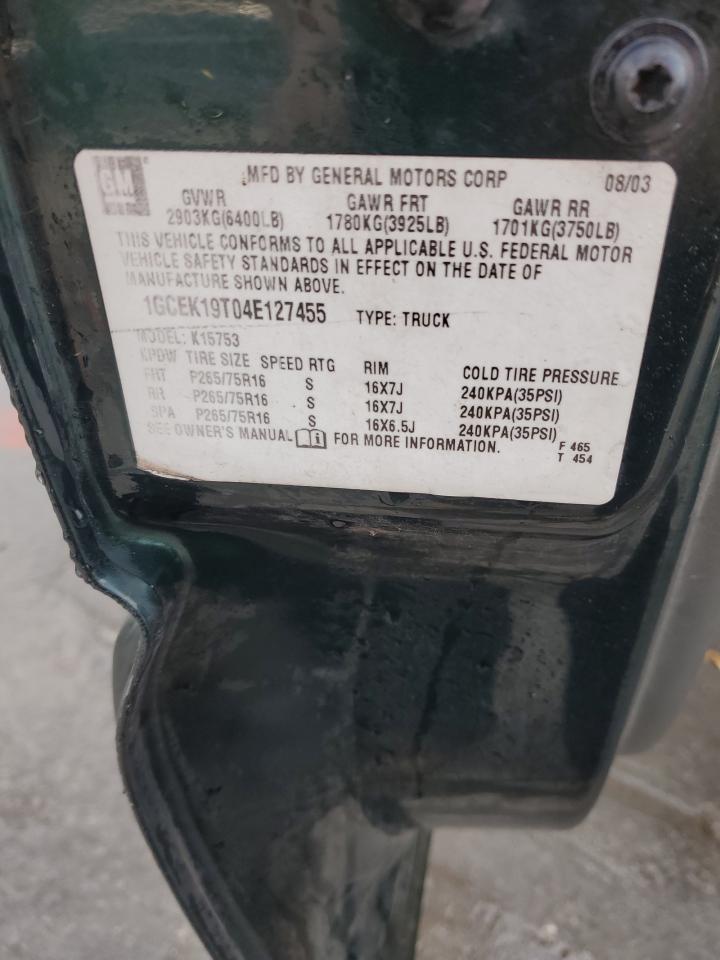 GM MFD BY GENERAL MOTORS CORP 08/03
GVWR GAWR FRT GAWR RR
2903KG(6400LB) 1780KG(3925LB) 1701KG(3750LB)
THIS VEHICLE CONFORMS TO ALL APPLICABLE U.S. FEDERAL MOTOR
VEHICLE SAFETY STANDARDS IN EFFECT ON THE DATE OF
MANUFACTURE SHOWN ABOVE.
1GCEK19T04E127455 TYPE: TRUCK
MODEL: K15753
TIRE SIZE SPEED RTG RIM COLD TIRE PRESSURE
FRT P265/75R16 S 16X7J 240KPA(35PSI)
RR P265/75R16 S 16X7J 240KPA(35PSI)
SPA P265/75R16 S 16X6.5J 240KPA(35PSI)
SEE OWNER'S MANUAL i FOR MORE INFORMATION.
F 465
T 454